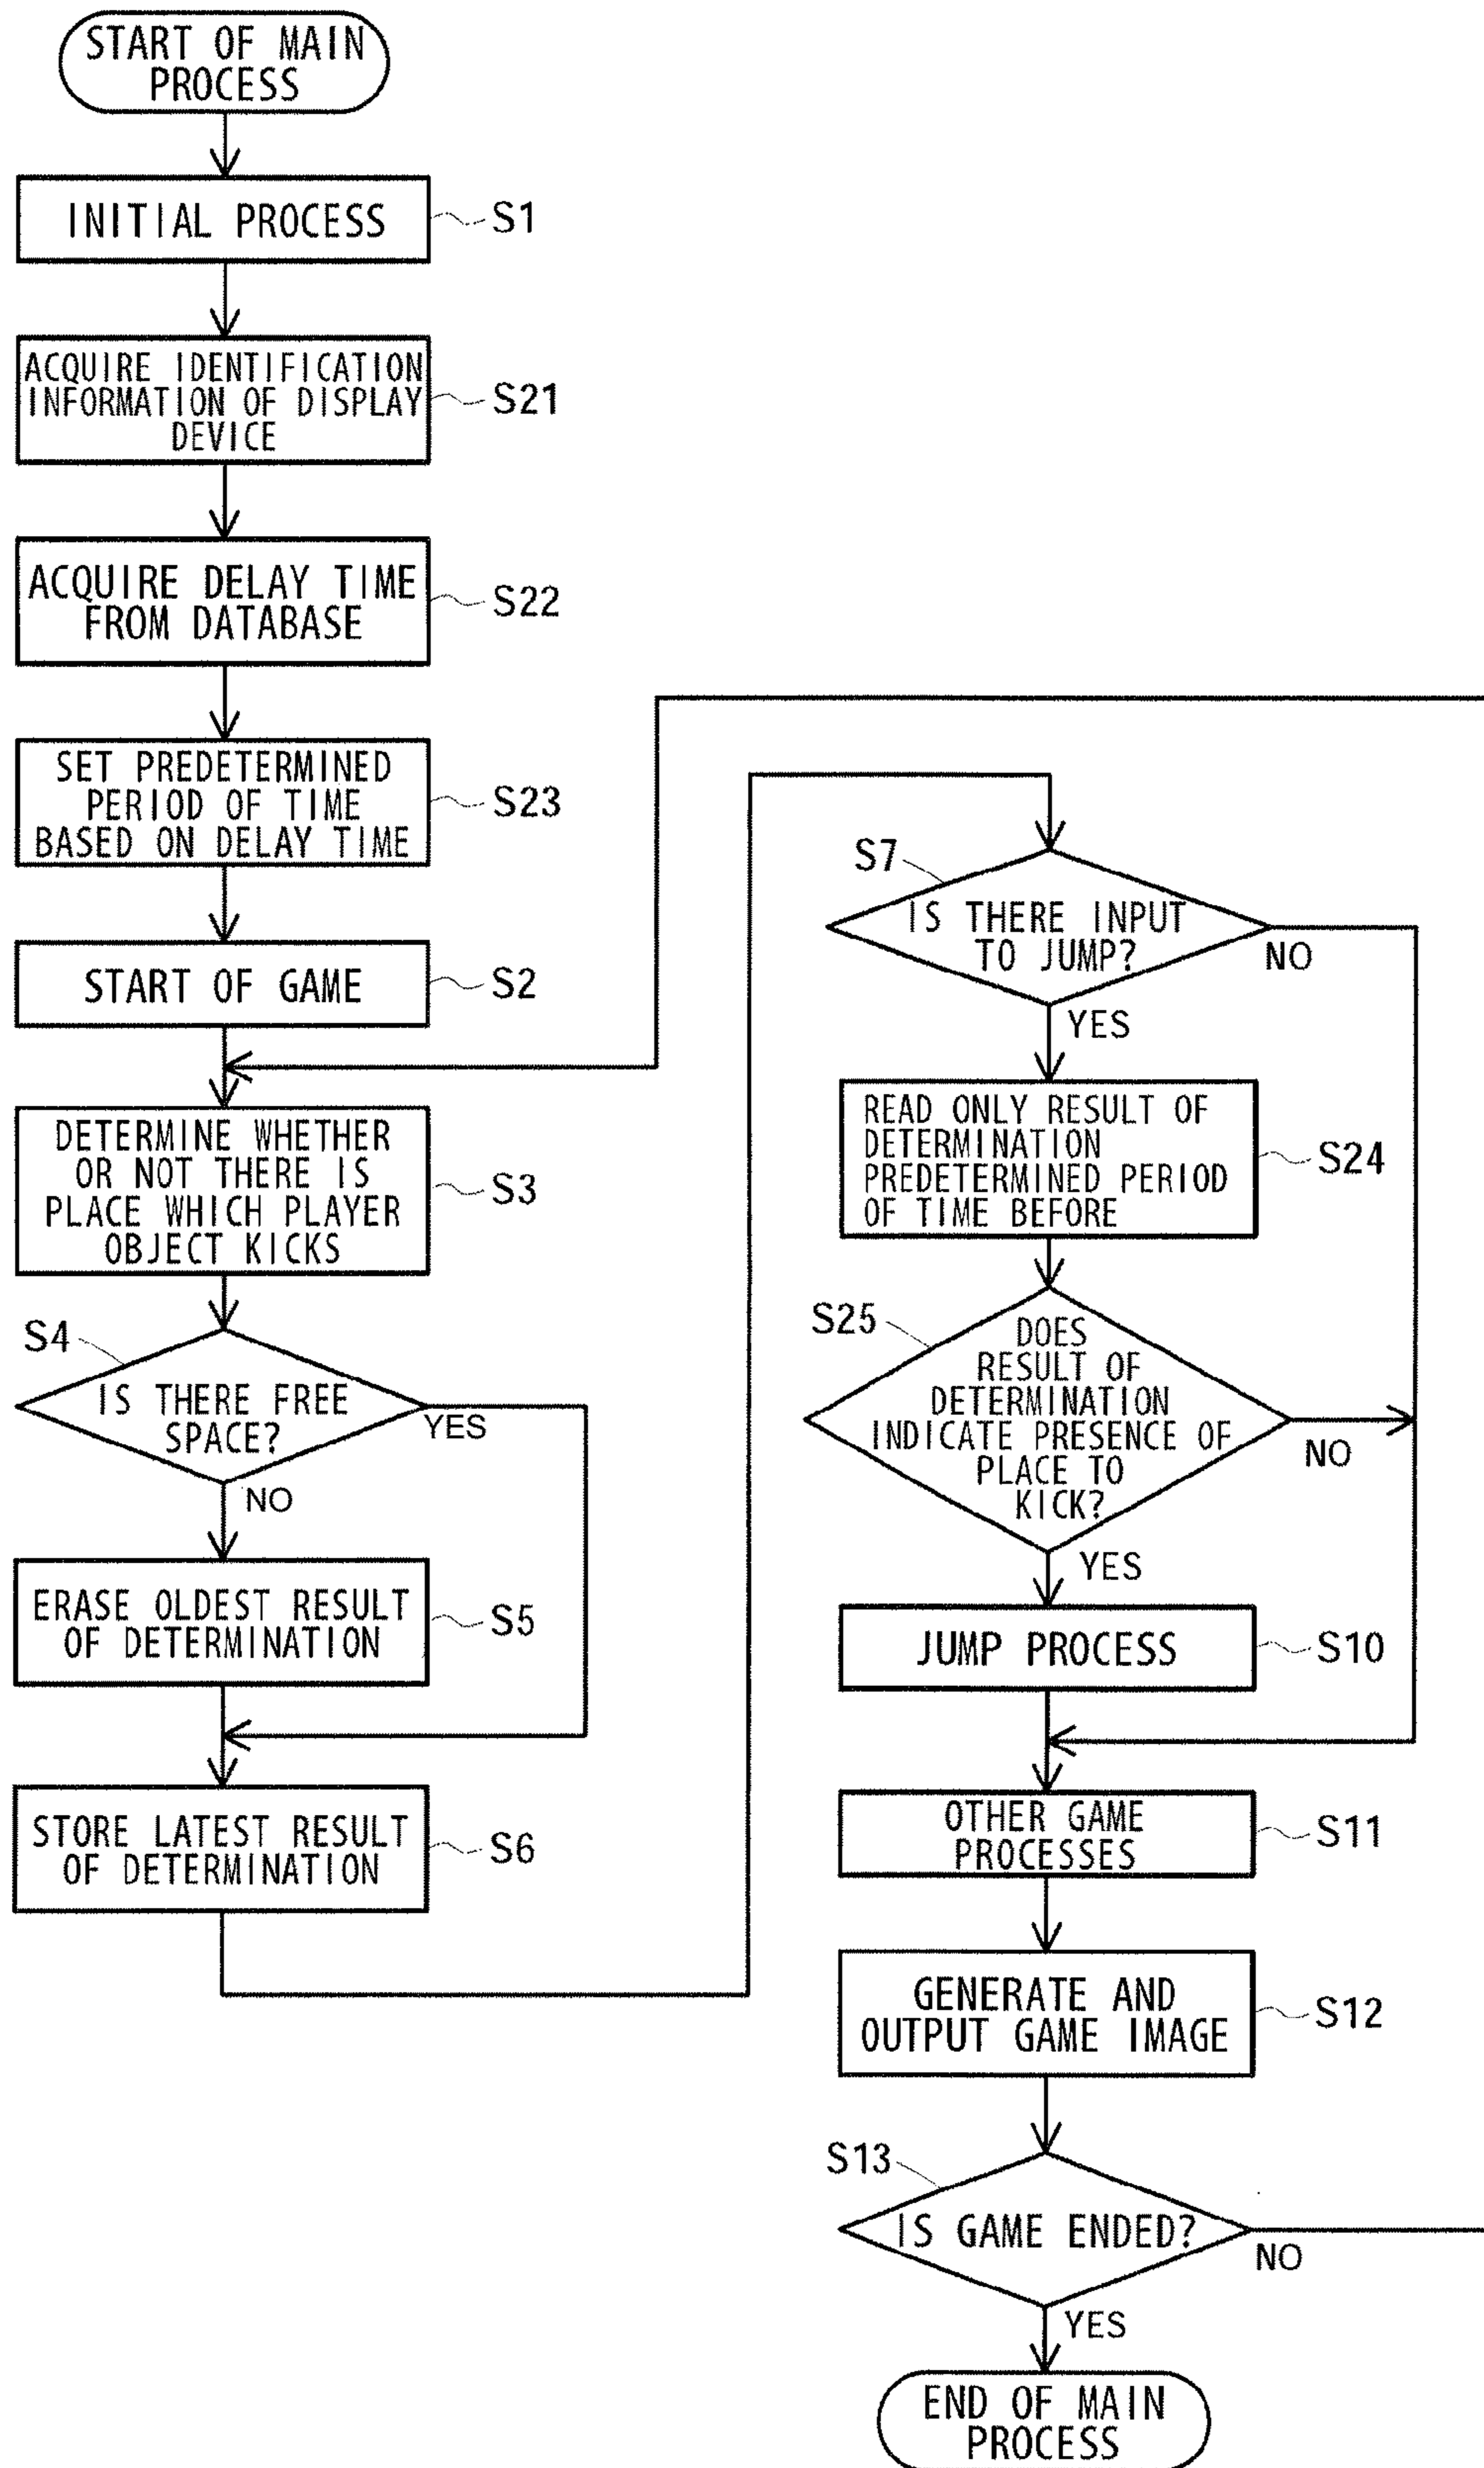 START OF MAIN
PROCESS
INITIAL PROCESS
S1
ACQUIRE IDENTIFICATION
INFORMATION OF DISPLAY
DEVICE
S21
ACQUIRE DELAY TIME
FROM DATABASE
S22
SET PREDETERMINED
PERIOD OF TIME
BASED ON DELAY TIME
S23
START OF GAME
S2
DETERMINE WHETHER
OR NOT THERE IS
PLACE WHICH PLAYER
OBJECT KICKS
S3
S4
IS THERE FREE
SPACE?
YES
NO
ERASE OLDEST RESULT
OF DETERMINATION
S5
STORE LATEST RESULT
OF DETERMINATION
S6
S7
IS THERE INPUT
TO JUMP?
NO
YES
READ ONLY RESULT OF
DETERMINATION
PREDETERMINED PERIOD
OF TIME BEFORE
S24
S25
DOES
RESULT OF
DETERMINATION
INDICATE PRESENCE OF
PLACE TO
KICK?
NO
YES
JUMP PROCESS
S10
OTHER GAME
PROCESSES
S11
GENERATE AND
OUTPUT GAME IMAGE
S12
S13
IS GAME ENDED?
NO
YES
END OF MAIN
PROCESS